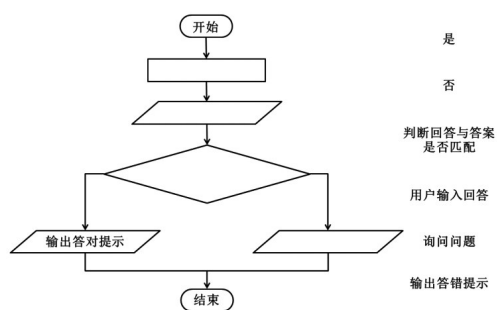 开始
是
否
判断回答与答案
是否匹配
用户输入回答
输出答对提示
询问问题
输出答错提示
结束